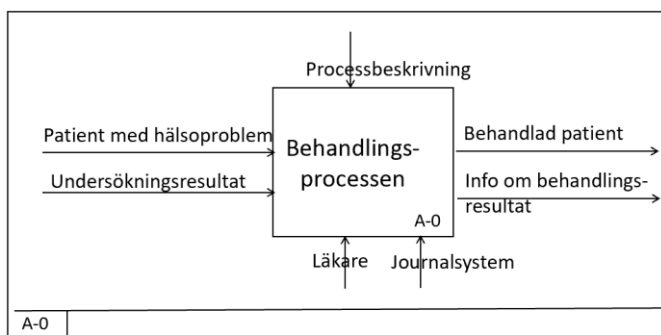 Processbeskrivning
Patient med hälsoproblem
Undersökningsresultat
Behandlings-
processen
A-0
Behandlad patient
Info om behandlings-
resultat
Läkare
Journalsystem
A-0